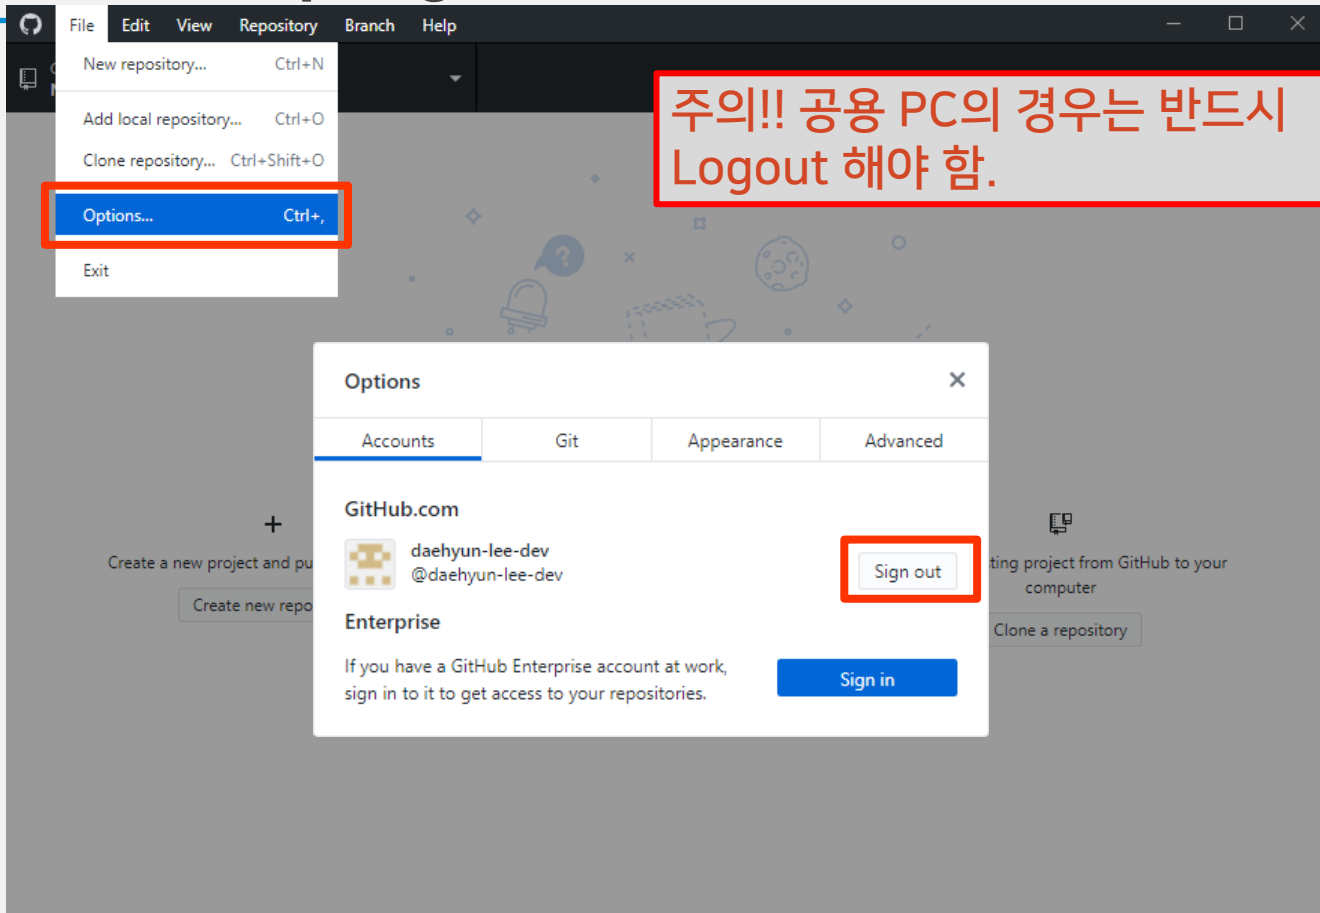 File Edit View Repository Branch Help
New repository... Ctrl+N
Add local repository... Ctrl+O
Clone repository... Ctrl+Shift+O
Options... Ctrl+,
Exit
주의!! 공용 PC의 경우는 반드시
Logout 해야 함.
?
Options
Accounts Git Appearance Advanced
GitHub.com
daehyun-lee-dev
@daehyun-lee-dev
Sign out
Enterprise
If you have a GitHub Enterprise account at work,
sign in to it to get access to your repositories.
Sign in
Create a new project and pu
Create new repo
ting project from GitHub to your
computer
Clone a repository